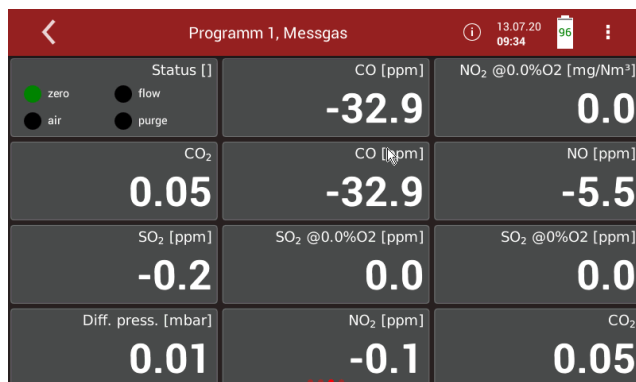 Programm 1, Messgas
13.07.20
09:34
96
Status []
zero
flow
air
purge
CO [ppm]
-32.9
NO₂ @0.0%O2 [mg/Nm³]
0.0
CO₂
0.05
CO [ppm]
-32.9
NO [ppm]
-5.5
SO₂ [ppm]
-0.2
SO₂ @0.0%O2 [ppm]
0.0
SO₂ @0%O2 [ppm]
0.0
Diff. press. [mbar]
0.01
NO₂ [ppm]
-0.1
CO₂
0.05